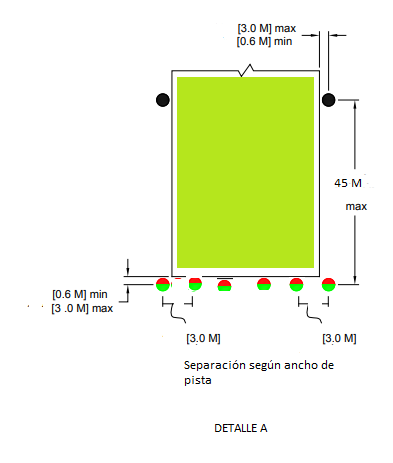 [3.0 M] max
[0.6 M] min
45 M
max
[0.6 M] min
[3 .0 M] max
[3.0 M]
[3.0 M]
Separación según ancho de
pista
DETALLE A